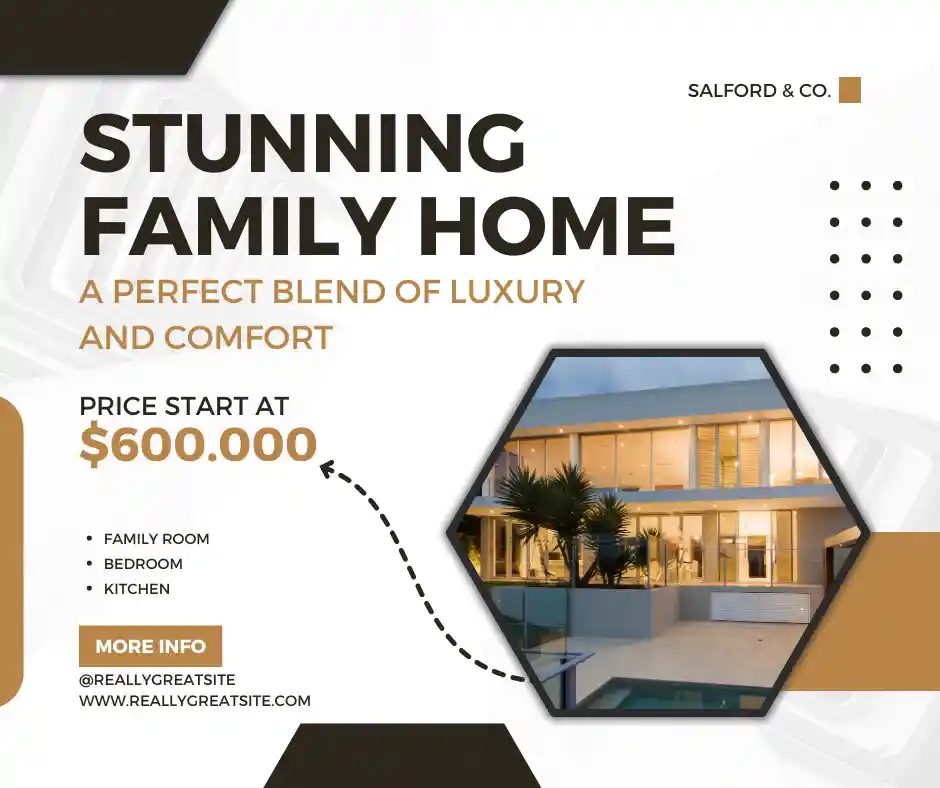 SALFORD & CO.
STUNNING
FAMILY HOME
A PERFECT BLEND OF LUXURY
AND COMFORT
PRICE START AT
$600.000
• FAMILY ROOM
• BEDROOM
• KITCHEN
MORE INFO
@REALLYGREATSITE
WWW.REALLYGREATSITE.COM